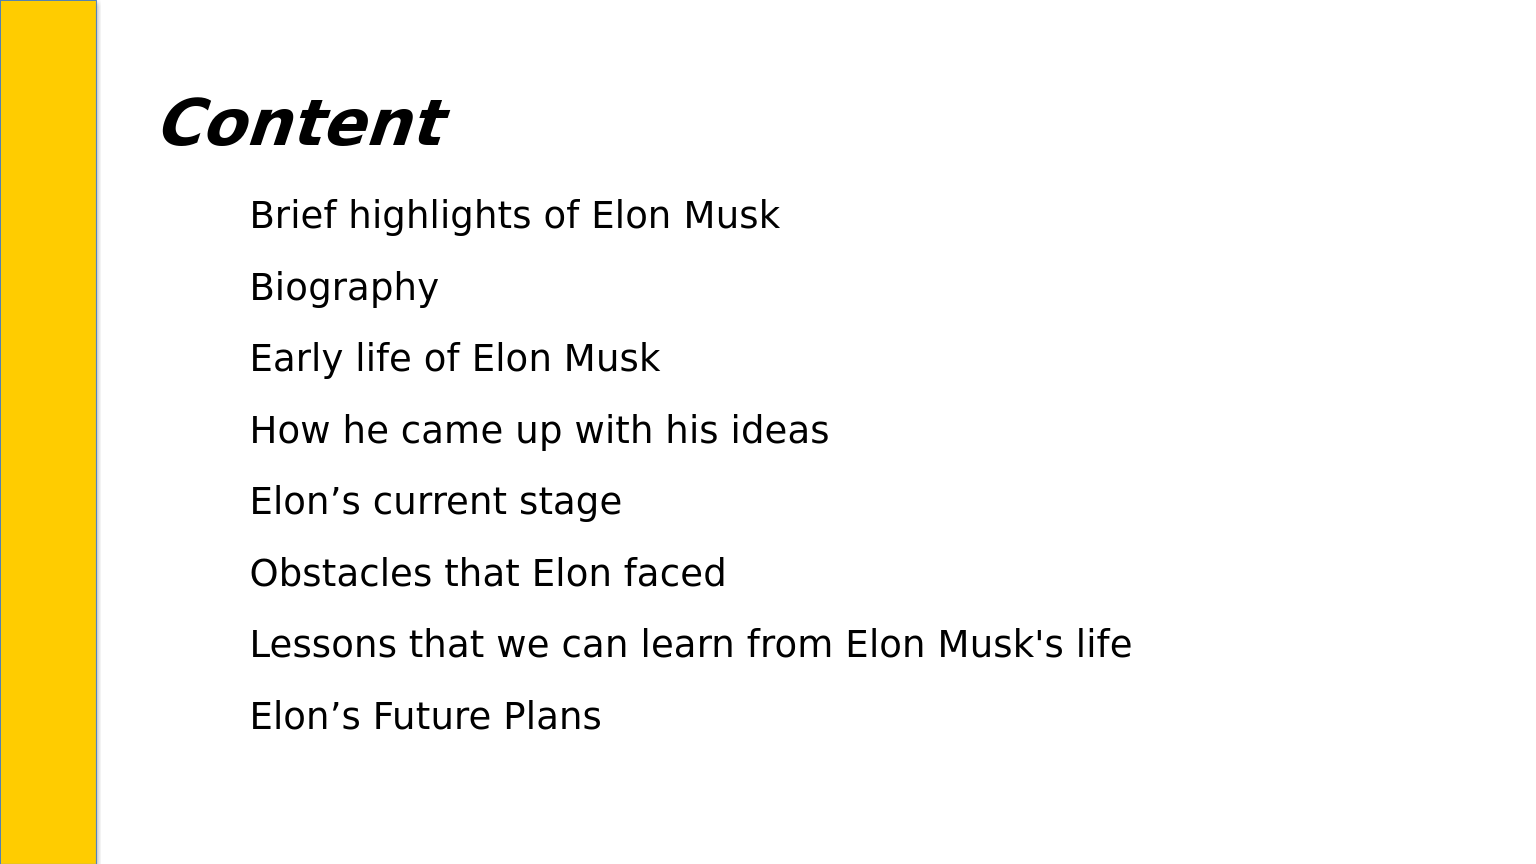 Content
Brief highlights of Elon Musk
Biography
Early life of Elon Musk
How he came up with his ideas
Elon’s current stage
Obstacles that Elon faced
Lessons that we can learn from Elon Musk's life
Elon’s Future Plans